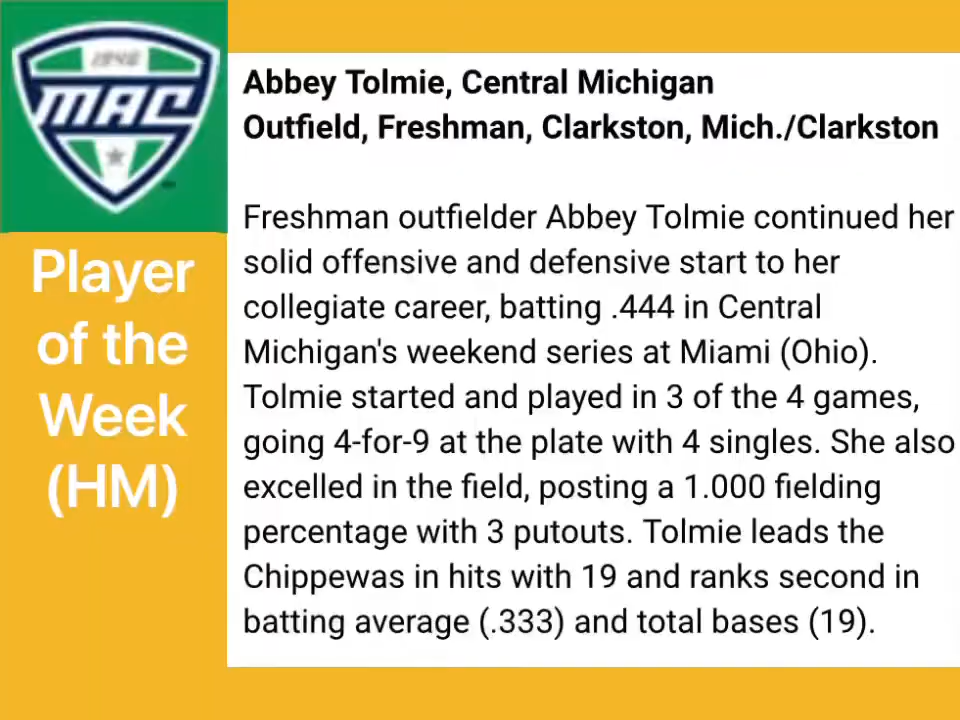 1946
MAC
Player
of the
Week
(HM)
Abbey Tolmie, Central Michigan
Outfield, Freshman, Clarkston, Mich./Clarkston
Freshman outfielder Abbey Tolmie continued her
solid offensive and defensive start to her
collegiate career, batting .444 in Central
Michigan's weekend series at Miami (Ohio).
Tolmie started and played in 3 of the 4 games,
going 4-for-9 at the plate with 4 singles. She also
excelled in the field, posting a 1.000 fielding
percentage with 3 putouts. Tolmie leads the
Chippewas in hits with 19 and ranks second in
batting average (.333) and total bases (19).